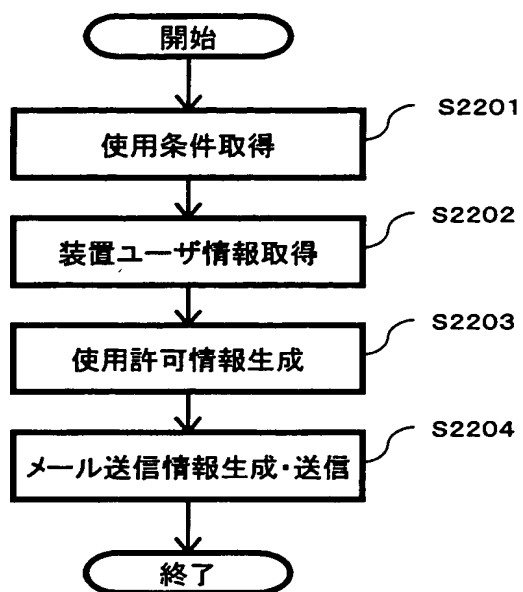 開始
S2201
使用条件取得
S2202
装置ユーザ情報取得
S2203
使用許可情報生成
S2204
メール送信情報生成・送信
終了